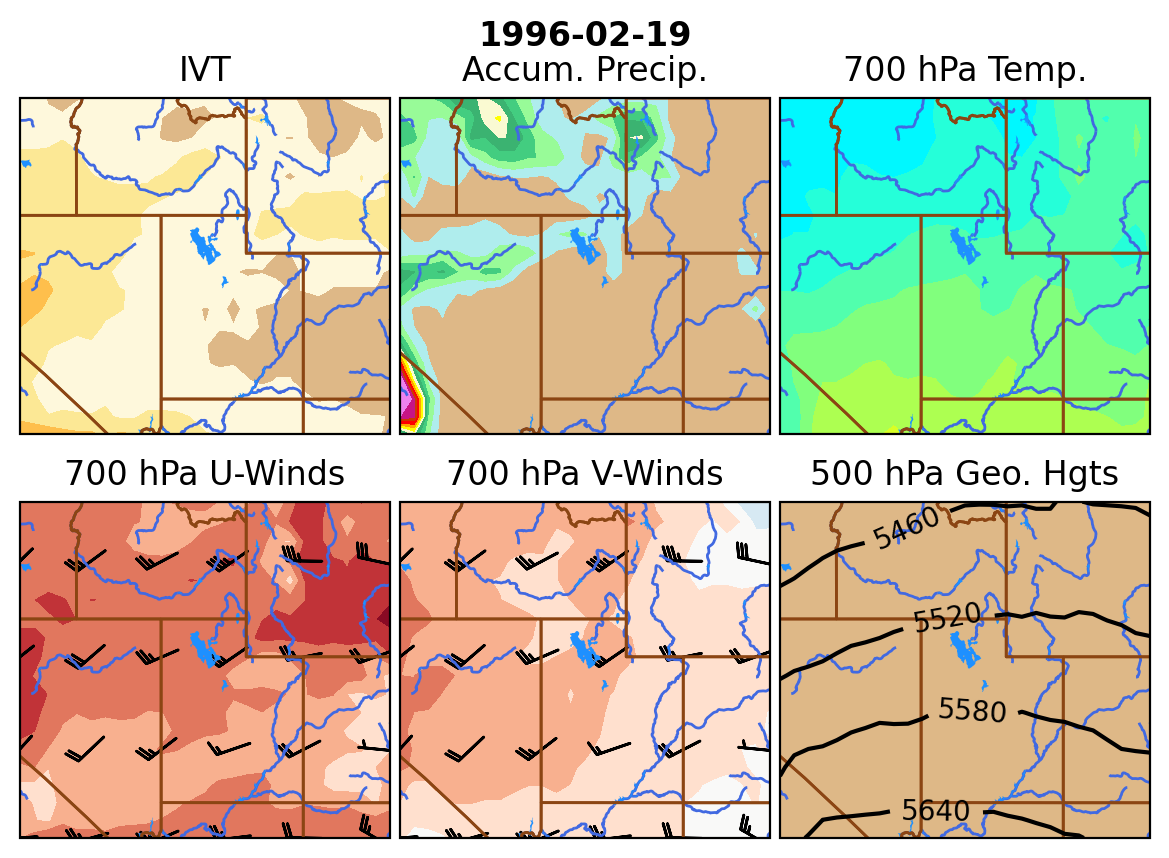 1996-02-19
IVT
Accum. Precip.
700 hPa Temp.
700 hPa U-Winds
700 hPa V-Winds
500 hPa Geo. Hgts
5460
5520
5580
5640